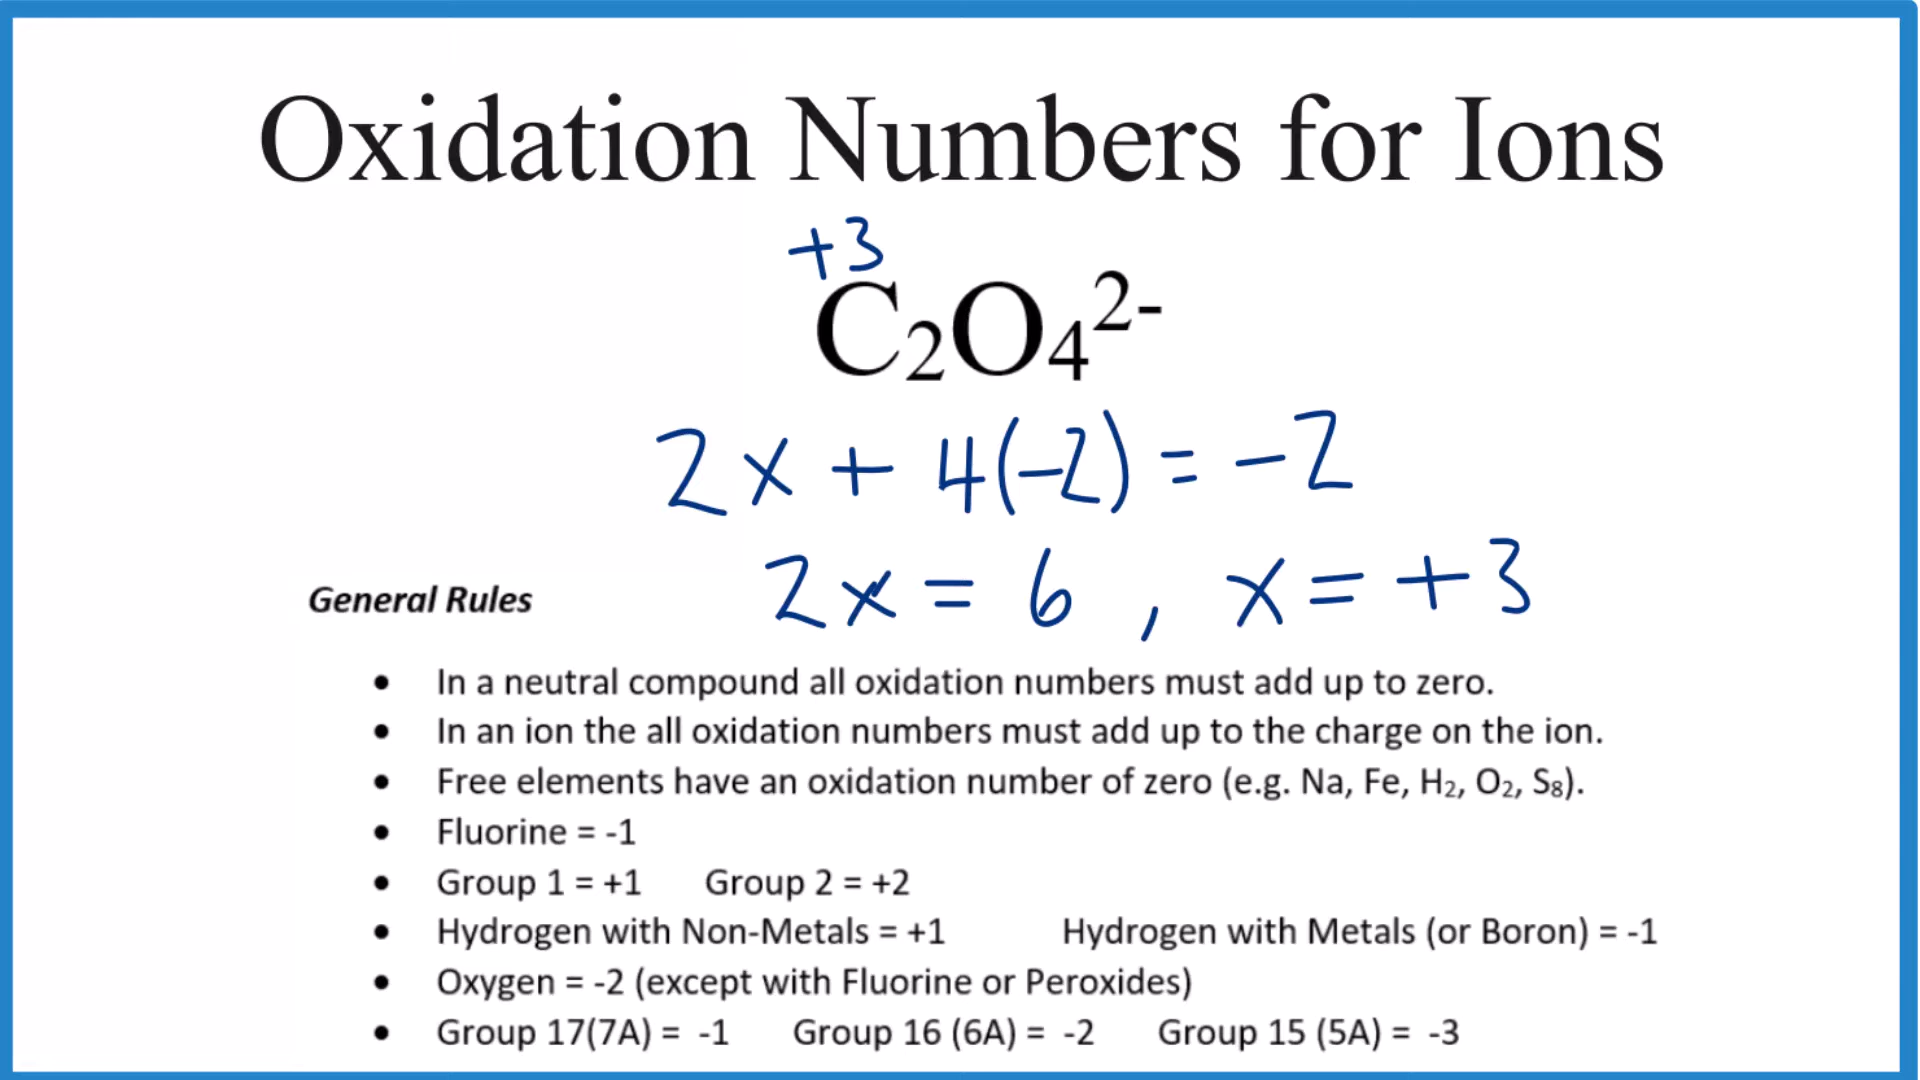 Oxidation Numbers for Ions
+3
C₂O₄²⁻
2x + 4(-2) = -2
2x = 6 , x = +3
General Rules
• In a neutral compound all oxidation numbers must add up to zero.
• In an ion the all oxidation numbers must add up to the charge on the ion.
• Free elements have an oxidation number of zero (e.g. Na, Fe, H₂, O₂, S₈).
• Fluorine = -1
• Group 1 = +1 Group 2 = +2
• Hydrogen with Non-Metals = +1 Hydrogen with Metals (or Boron) = -1
• Oxygen = -2 (except with Fluorine or Peroxides)
• Group 17(7A) = -1 Group 16 (6A) = -2 Group 15 (5A) = -3